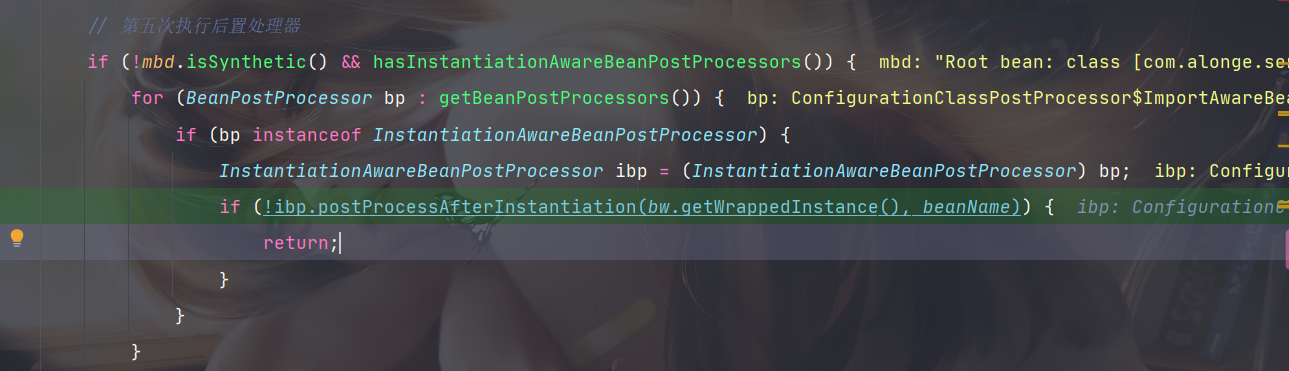 // 第五次执行后置处理器
if (!mbd.isSynthetic() && hasInstantiationAwareBeanPostProcessors()) {  mbd: "Root bean: class [com.alonge.se
for (BeanPostProcessor bp : getBeanPostProcessors()) {  bp: ConfigurationClassPostProcessor$ImportAwareBea
if (bp instanceof InstantiationAwareBeanPostProcessor) {
InstantiationAwareBeanPostProcessor ibp = (InstantiationAwareBeanPostProcessor) bp;  ibp: Configur
if (!ibp.postProcessAfterInstantiation(bw.getWrappedInstance(), beanName)) {  ibp: Configuration
return;
}
}
}